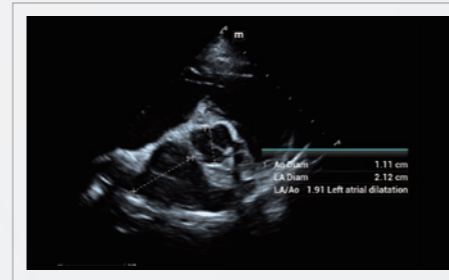 m
Ao Diam 1.11 cm
LA Diam 2.12 cm
LA/Ao 1.91 Left atrial dilatation